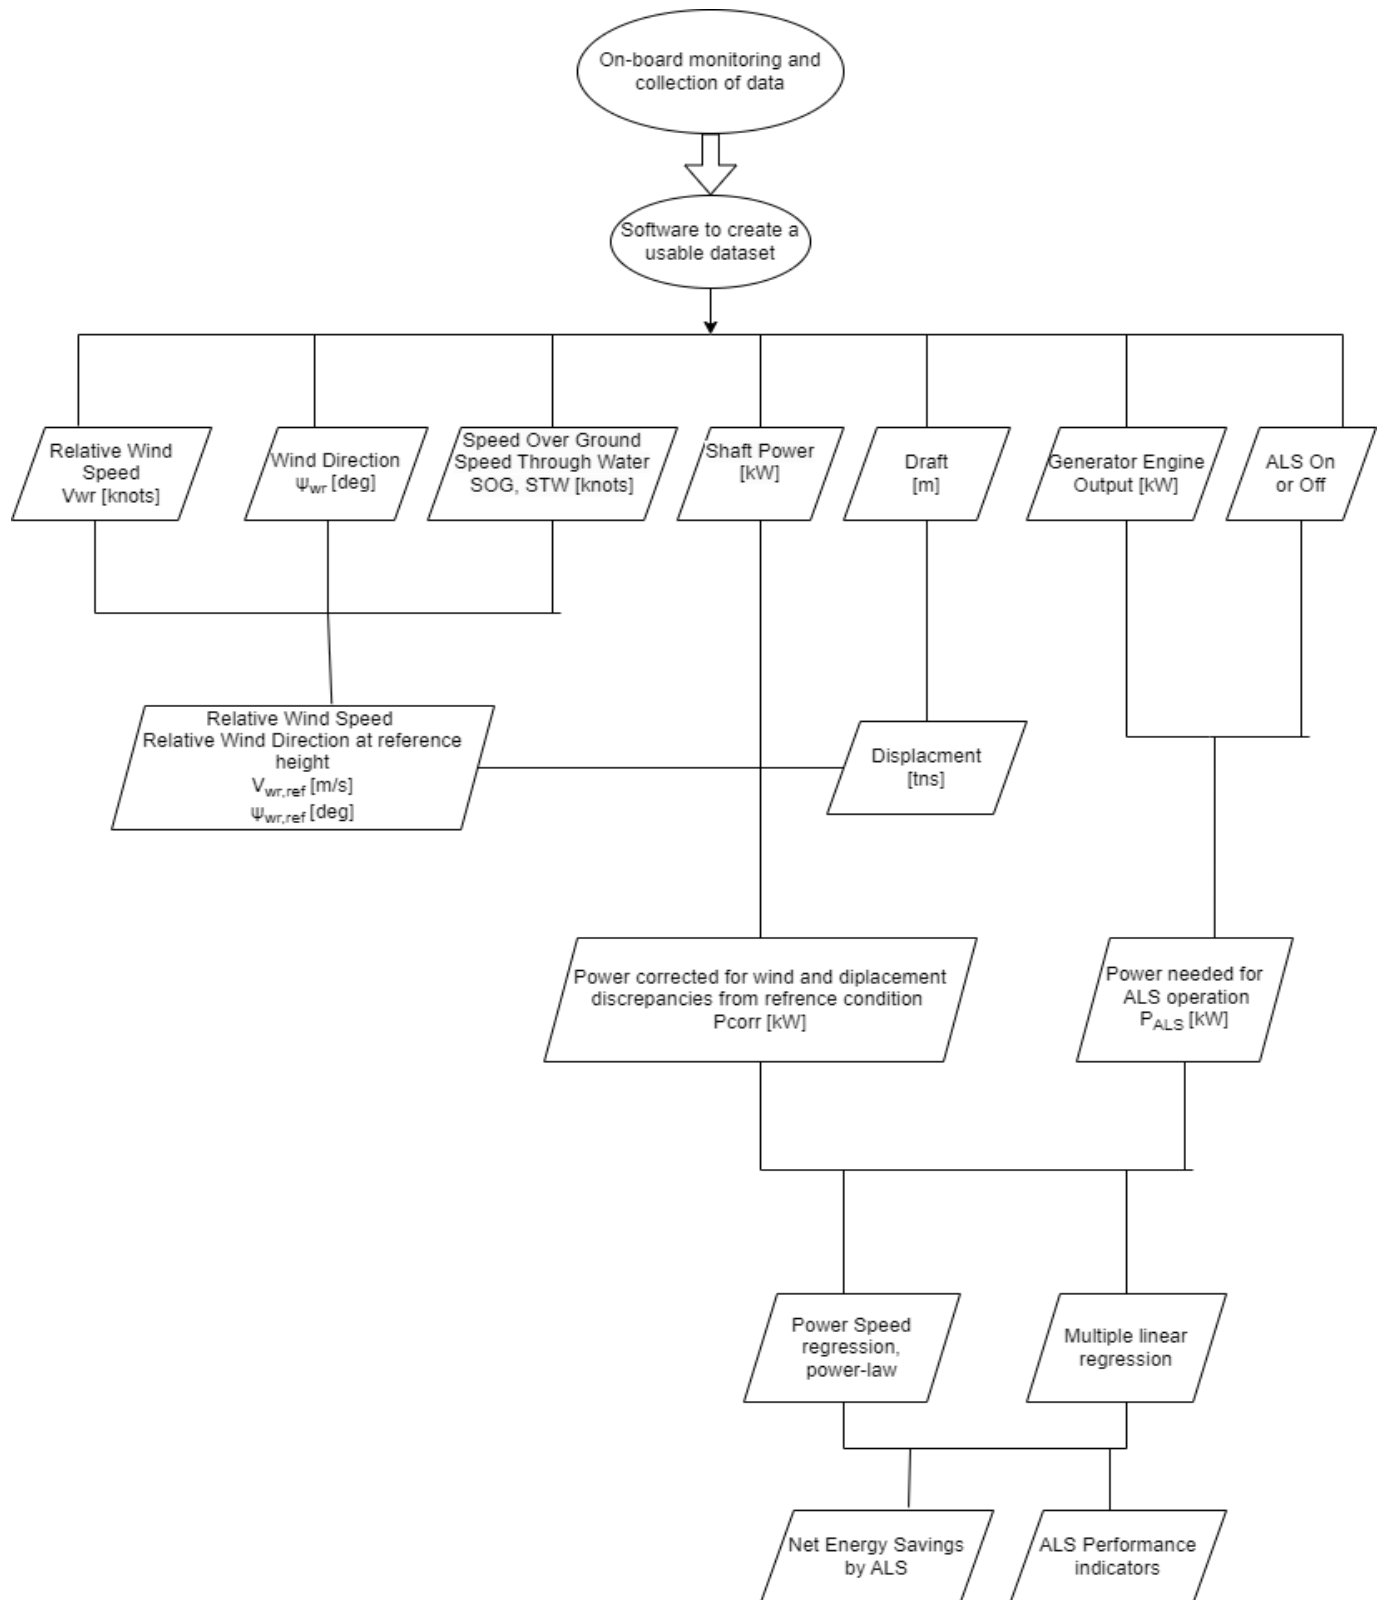 On-board monitoring and
collection of data
Software to create a
usable dataset
Relative Wind
Speed
Vwr [knots]
Wind Direction
Ψwr [deg]
Speed Over Ground
Speed Through Water
SOG, STW [knots]
Shaft Power
[kW]
Draft
[m]
Generator Engine
Output [kW]
ALS On
or Off
Relative Wind Speed
Relative Wind Direction at reference
height
Vwr,ref [m/s]
Ψwr,ref [deg]
Displacment
[tns]
Power corrected for wind and diplacement
discrepancies from refrence condition
Pcorr [kW]
Power needed for
ALS operation
PALS [kW]
Power Speed
regression,
power-law
Multiple linear
regression
Net Energy Savings
by ALS
ALS Performance
indicators